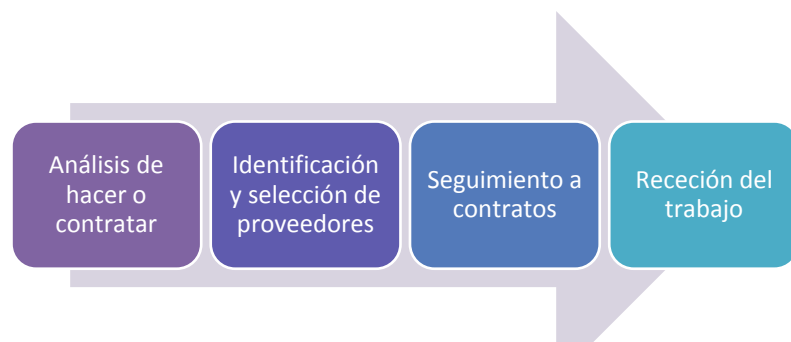 Análisis de
hacer o
contratar
Identificación
y selección de
proveedores
Seguimiento a
contratos
Receción del
trabajo